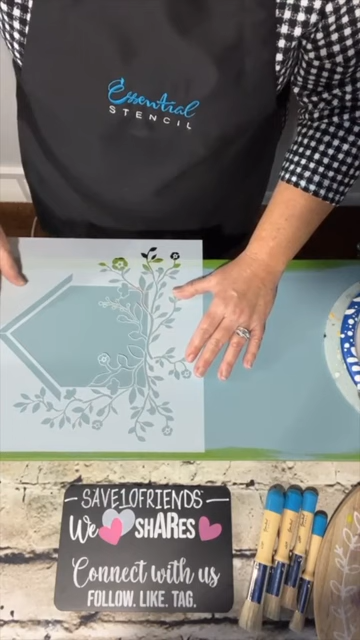 Essential
STENCIL
SAVE10FRIENDS
We shARes
Connect with us
FOLLOW. LIKE. TAG.